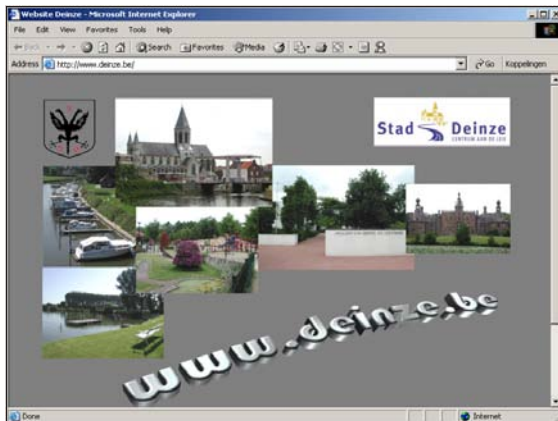 Website Deinze - Microsoft Internet Explorer
File Edit View Favorites Tools Help
Back Search Favorites Media
Address http://www.deinze.be/ Go Koppelingen
Stad Deinze
CENTRUM AAN DE LEIE
www.deinze.be
Done Internet